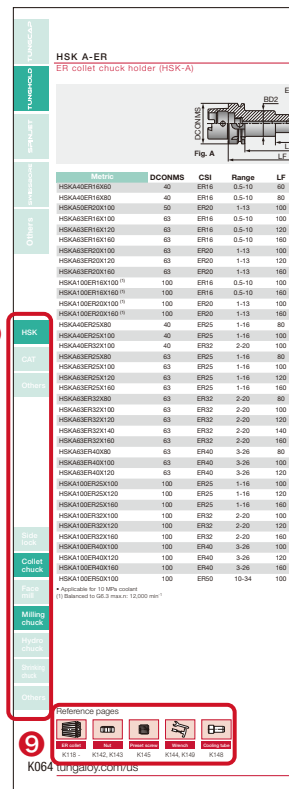 HSK A-ER
ER collet chuck holder (HSK-A)
TUNGCAP
TUNGHOLD
Others
DCONMS
BD2
Fig. A
LF
Metric DCONMS CSI Range LF
HSKA40ER16X60 40 ER16 0.5-10 60
HSKA40ER16X80 40 ER16 0.5-10 80
HSKA50ER20X100 50 ER20 1-13 100
HSKA63ER16X100 63 ER16 0.5-10 100
HSKA63ER16X120 63 ER16 0.5-10 120
HSKA63ER16X160 63 ER16 0.5-10 160
HSKA63ER20X100 63 ER20 1-13 100
HSKA63ER20X120 63 ER20 1-13 120
HSKA63ER20X160 63 ER20 1-13 160
HSKA100ER16X100 (1) 100 ER16 0.5-10 100
HSKA100ER16X160 (1) 100 ER16 0.5-10 160
HSKA100ER20X100 (1) 100 ER20 1-13 100
HSKA100ER20X160 (1) 100 ER20 1-13 160
HSKA40ER25X80 40 ER25 1-16 80
HSKA40ER25X100 40 ER25 1-16 100
HSKA40ER32X100 40 ER32 2-20 100
HSKA63ER25X80 63 ER25 1-16 80
HSKA63ER25X100 63 ER25 1-16 100
HSKA63ER25X120 63 ER25 1-16 120
HSKA63ER25X160 63 ER25 1-16 160
HSKA63ER32X80 63 ER32 2-20 80
HSKA63ER32X100 63 ER32 2-20 100
HSKA63ER32X120 63 ER32 2-20 120
HSKA63ER32X140 63 ER32 2-20 140
HSKA63ER32X160 63 ER32 2-20 160
HSKA63ER40X80 63 ER40 3-26 80
HSKA63ER40X100 63 ER40 3-26 100
HSKA63ER40X120 63 ER40 3-26 120
HSKA100ER25X100 100 ER25 1-16 100
HSKA100ER25X120 100 ER25 1-16 120
HSKA100ER25X160 100 ER25 1-16 160
HSKA100ER32X100 100 ER32 2-20 100
HSKA100ER32X120 100 ER32 2-20 120
HSKA100ER32X160 100 ER32 2-20 160
HSKA100ER40X100 100 ER40 3-26 100
HSKA100ER40X120 100 ER40 3-26 120
HSKA100ER40X160 100 ER40 3-26 160
HSKA100ER50X100 100 ER50 10-34 100
• Applicable for 10 MPa coolant
(1) Balanced to G6.3 max.n: 12,000 min-1
HSK
CAT
Others
Side
lock
Collet
chuck
Face
mill
Milling
chuck
Hydro
chuck
Shrinking
chuck
Others
Reference pages
ER collet Nut Preset screw Wrench Cooling tube
K118 - K142, K143 K145 K144, K149 K148
9
K064 tungaloy.com/us